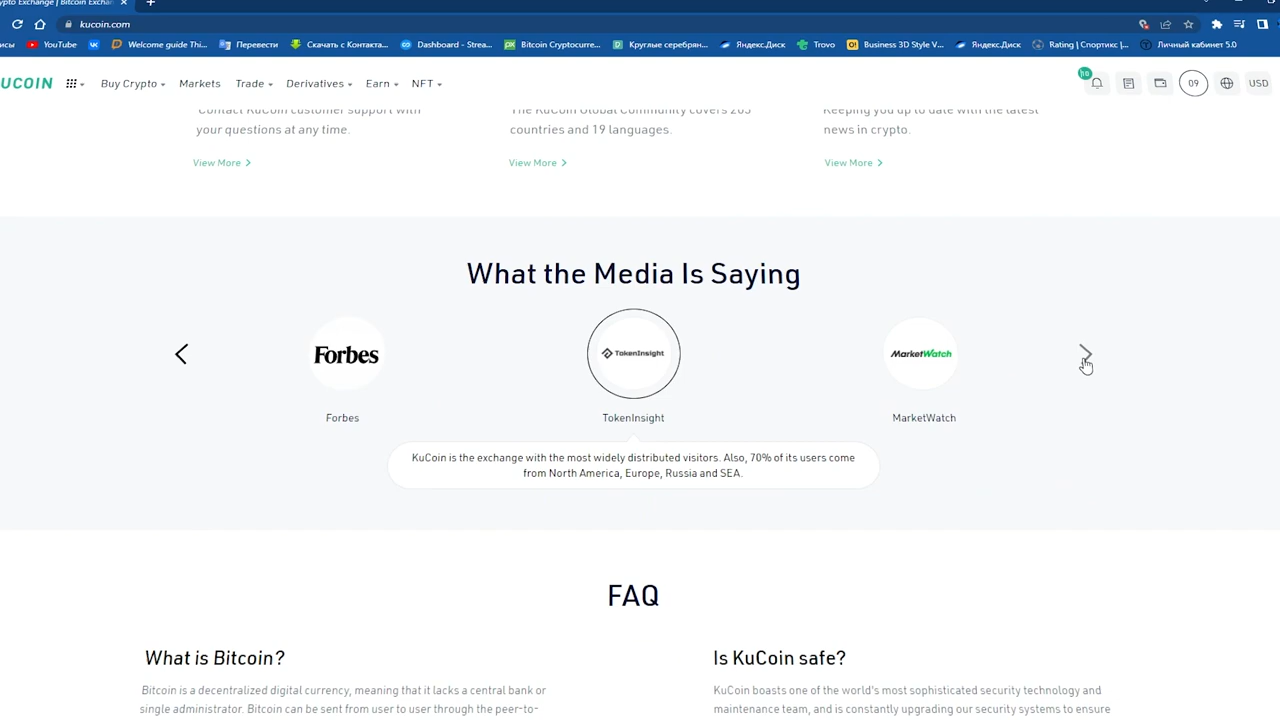 ypto Exchange | Bitcoin Exchan
kucoin.com
исы YouTube Welcome guide Thi... Перевести Скачать с Контакта... Dashboard - Strea... Bitcoin Cryptocurre... Круглые серебрян... Яндекс.Диск Trovo Business 3D Style V... Яндекс.Диск Rating | Спортикс |... Личный кабинет 5.0
UCOIN Buy Crypto Markets Trade Derivatives Earn NFT 09 USD
Contact KuCoin customer support with
your questions at any time.
View More
The KuCoin Global Community covers 205
countries and 19 languages.
View More
Keeping you up to date with the latest
news in crypto.
View More
What the Media Is Saying
Forbes
TokenInsight
MarketWatch
Forbes
TokenInsight
MarketWatch
KuCoin is the exchange with the most widely distributed visitors. Also, 70% of its users come
from North America, Europe, Russia and SEA.
FAQ
What is Bitcoin?
Bitcoin is a decentralized digital currency, meaning that it lacks a central bank or
single administrator. Bitcoin can be sent from user to user through the peer-to-
Is KuCoin safe?
KuCoin boasts one of the world's most sophisticated security technology and
maintenance team, and is constantly upgrading our security systems to ensure